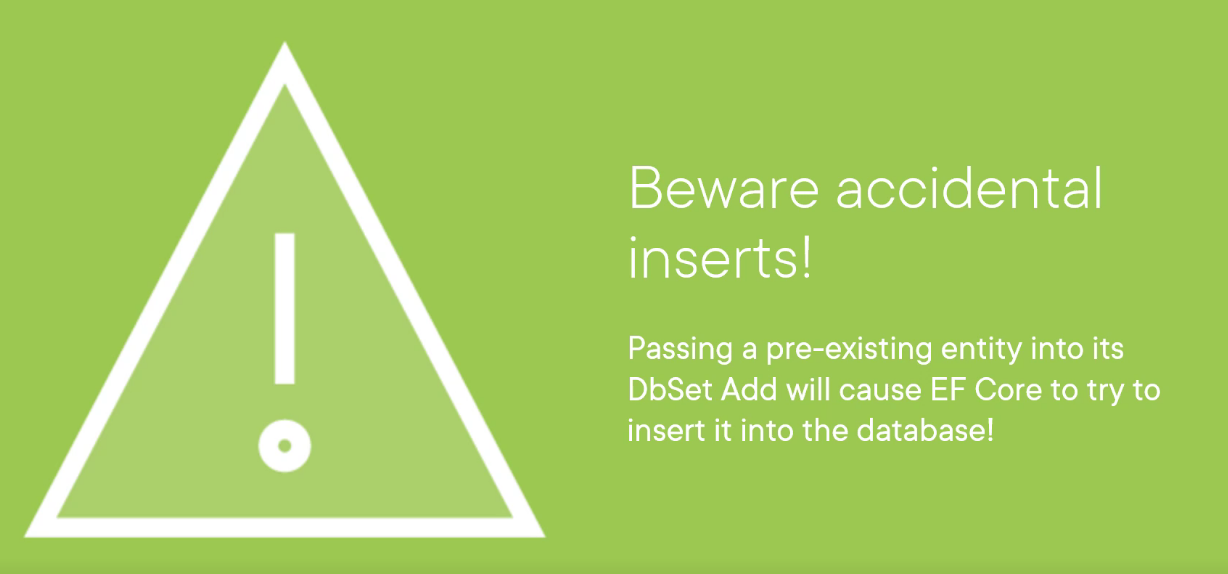 Beware accidental
inserts!
Passing a pre-existing entity into its
DbSet Add will cause EF Core to try to
insert it into the database!